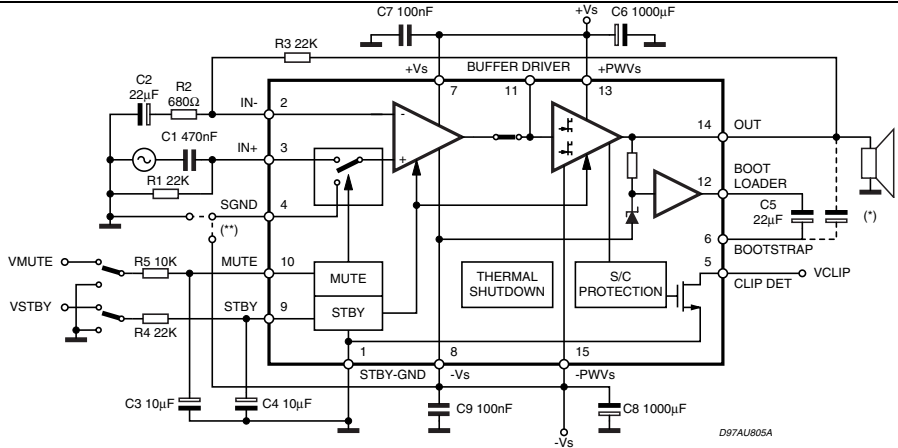 C7 100nF
+Vs
C6 1000µF
R3 22K
BUFFER DRIVER
+Vs
+PWVs
7
11
13
C2
22µF
R2
680Ω
IN-
2
-
14
OUT
C1 470nF
IN+
3
+
R1 22K
SGND
4
(**)
BOOT
LOADER
12
C5
22µF
(*)
6
BOOTSTRAP
VMUTE
R5 10K
MUTE
10
MUTE
THERMAL
SHUTDOWN
S/C
PROTECTION
5
CLIP DET
VCLIP
VSTBY
R4 22K
STBY
9
STBY
1
8
15
STBY-GND
-Vs
-PWVs
C3 10µF
C4 10µF
C9 100nF
C8 1000µF
-Vs
D97AU805A